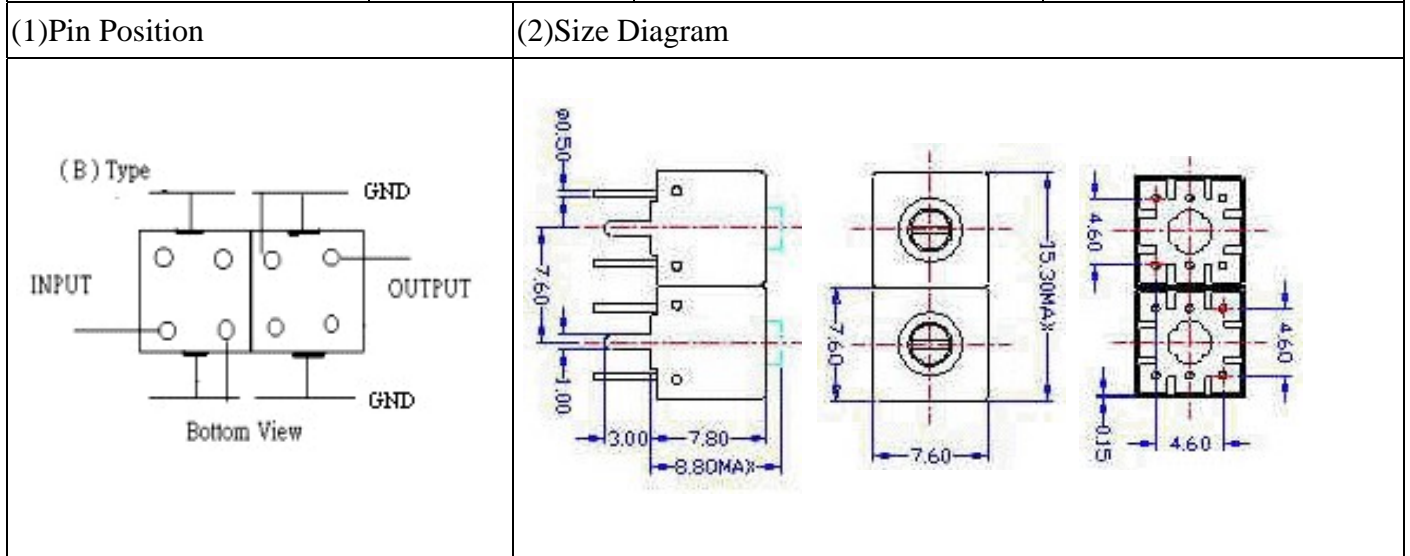 (1)Pin Position
(2)Size Diagram
(B) Type
GND
INPUT
OUTPUT
GND
Bottom View
φ0.50
7.60
1.00
3.00
7.80
8.80MAX
7.60
15.30MAX
7.60
4.60
4.60
0.15
4.60